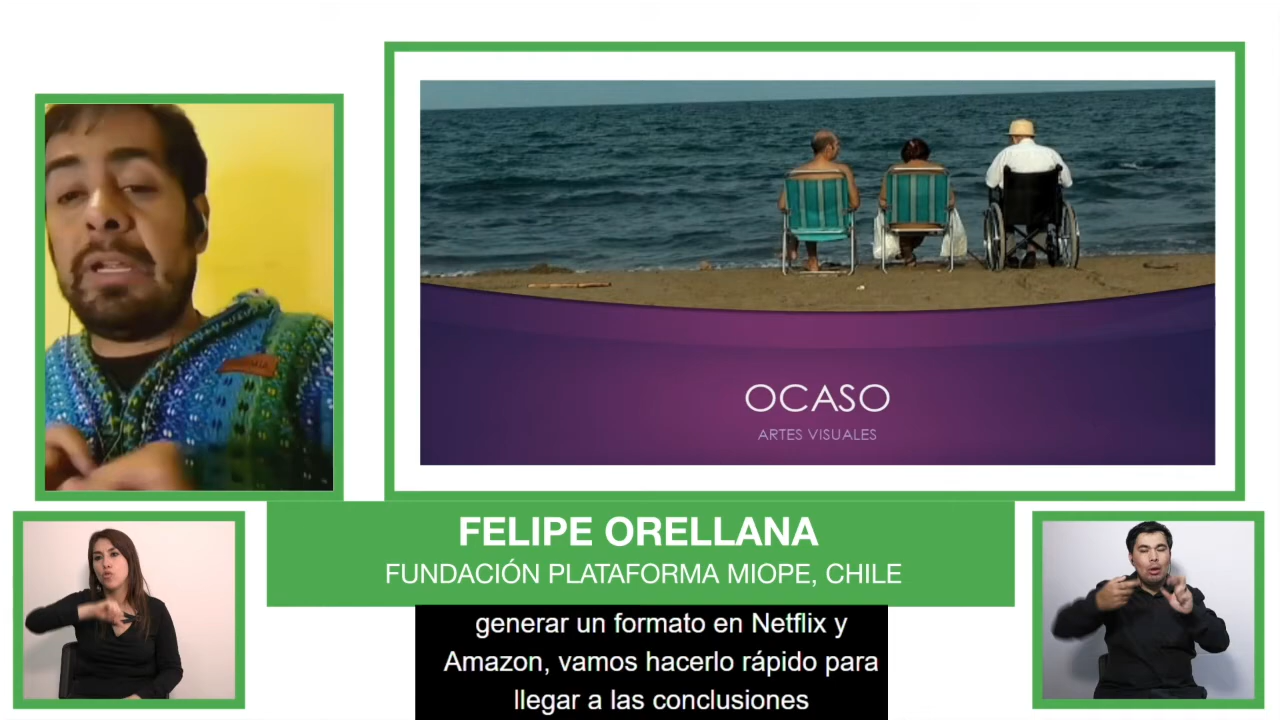 OCASO
ARTES VISUALES
FELIPE ORELLANA
FUNDACIÓN PLATAFORMA MIOPE, CHILE
generar un formato en Netflix y
Amazon, vamos hacerlo rápido para
llegar a las conclusiones